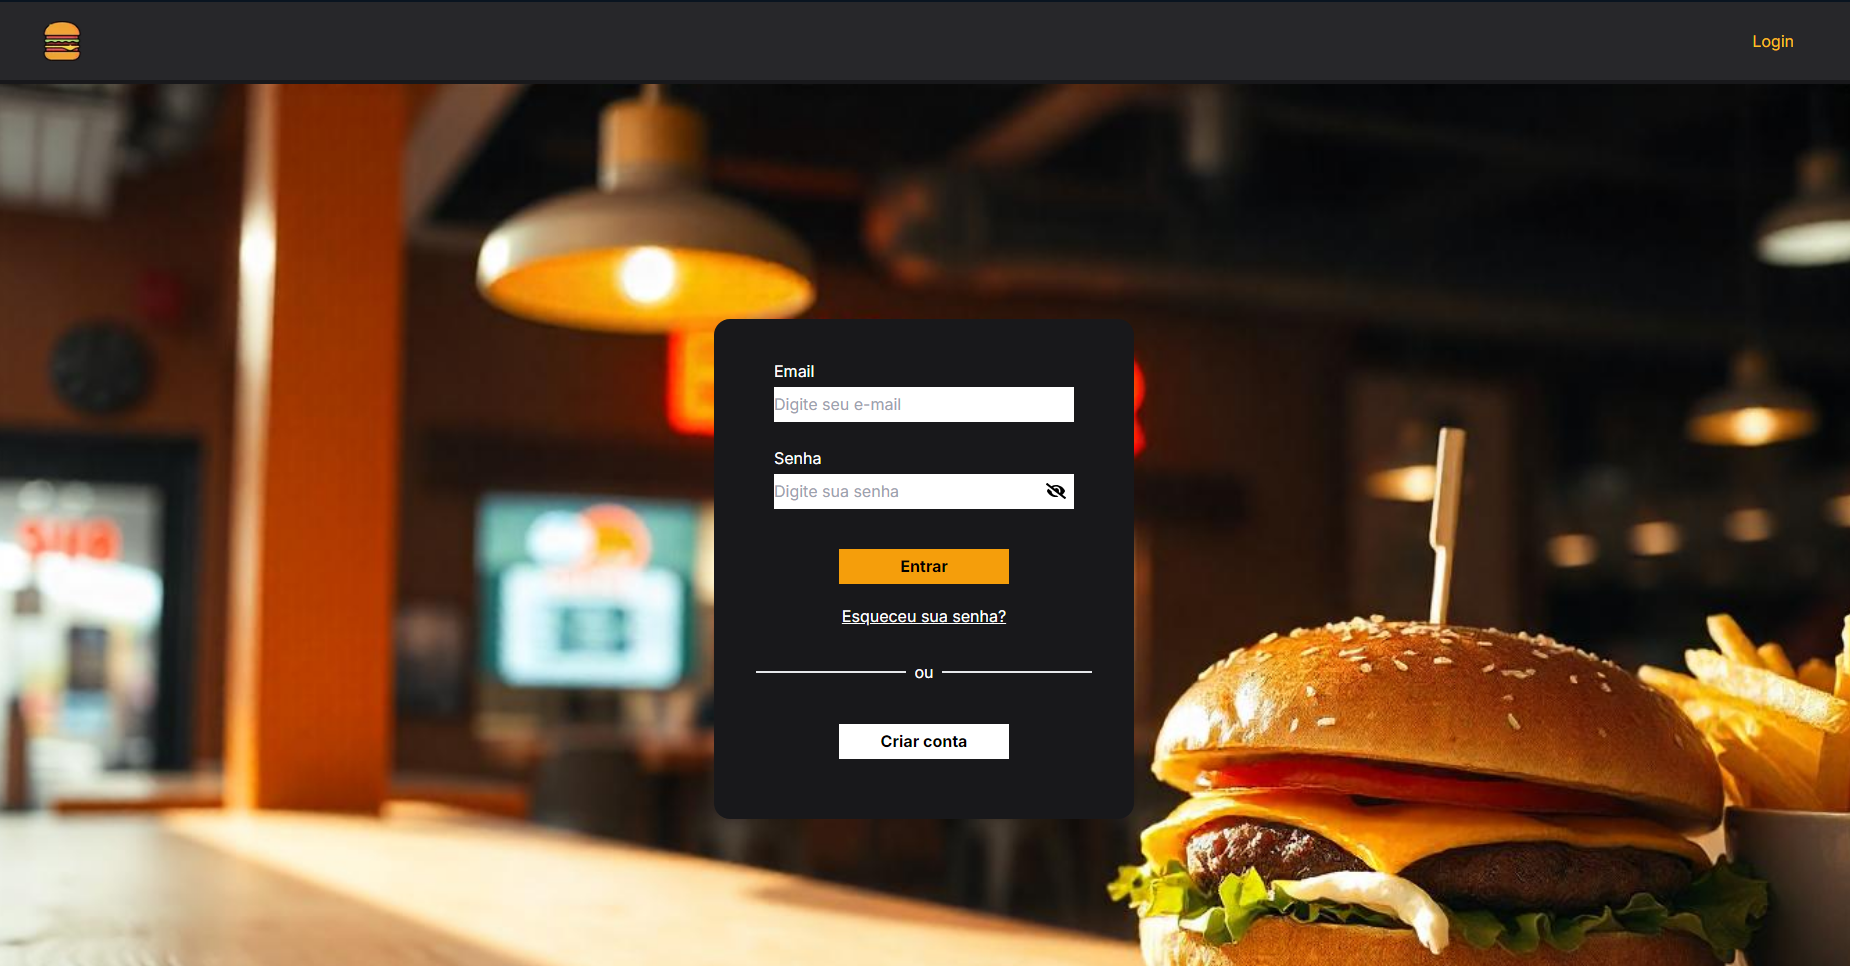 Login
Email
Digite seu e-mail
Senha
Digite sua senha
Entrar
Esqueceu sua senha?
ou
Criar conta